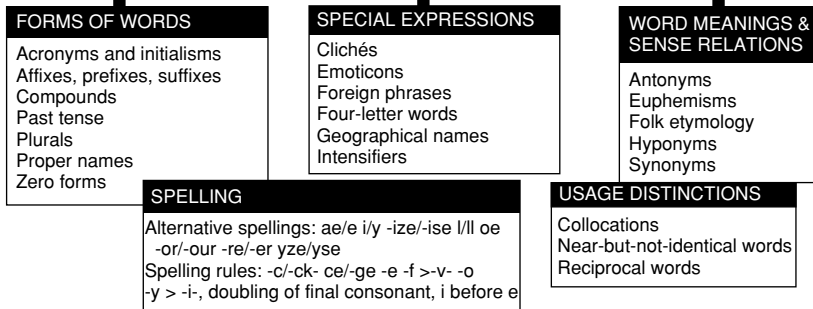 FORMS OF WORDS
Acronyms and initialisms
Affixes, prefixes, suffixes
Compounds
Past tense
Plurals
Proper names
Zero forms
SPECIAL EXPRESSIONS
Clichés
Emoticons
Foreign phrases
Four-letter words
Geographical names
Intensifiers
WORD MEANINGS &
SENSE RELATIONS
Antonyms
Euphemisms
Folk etymology
Hyponyms
Synonyms
SPELLING
Alternative spellings: ae/e i/y -ize/-ise l/ll oe
-or/-our -re/-er yze/yse
Spelling rules: -c/-ck- ce/-ge -e -f >-v- -o
-y > -i-, doubling of final consonant, i before e
USAGE DISTINCTIONS
Collocations
Near-but-not-identical words
Reciprocal words